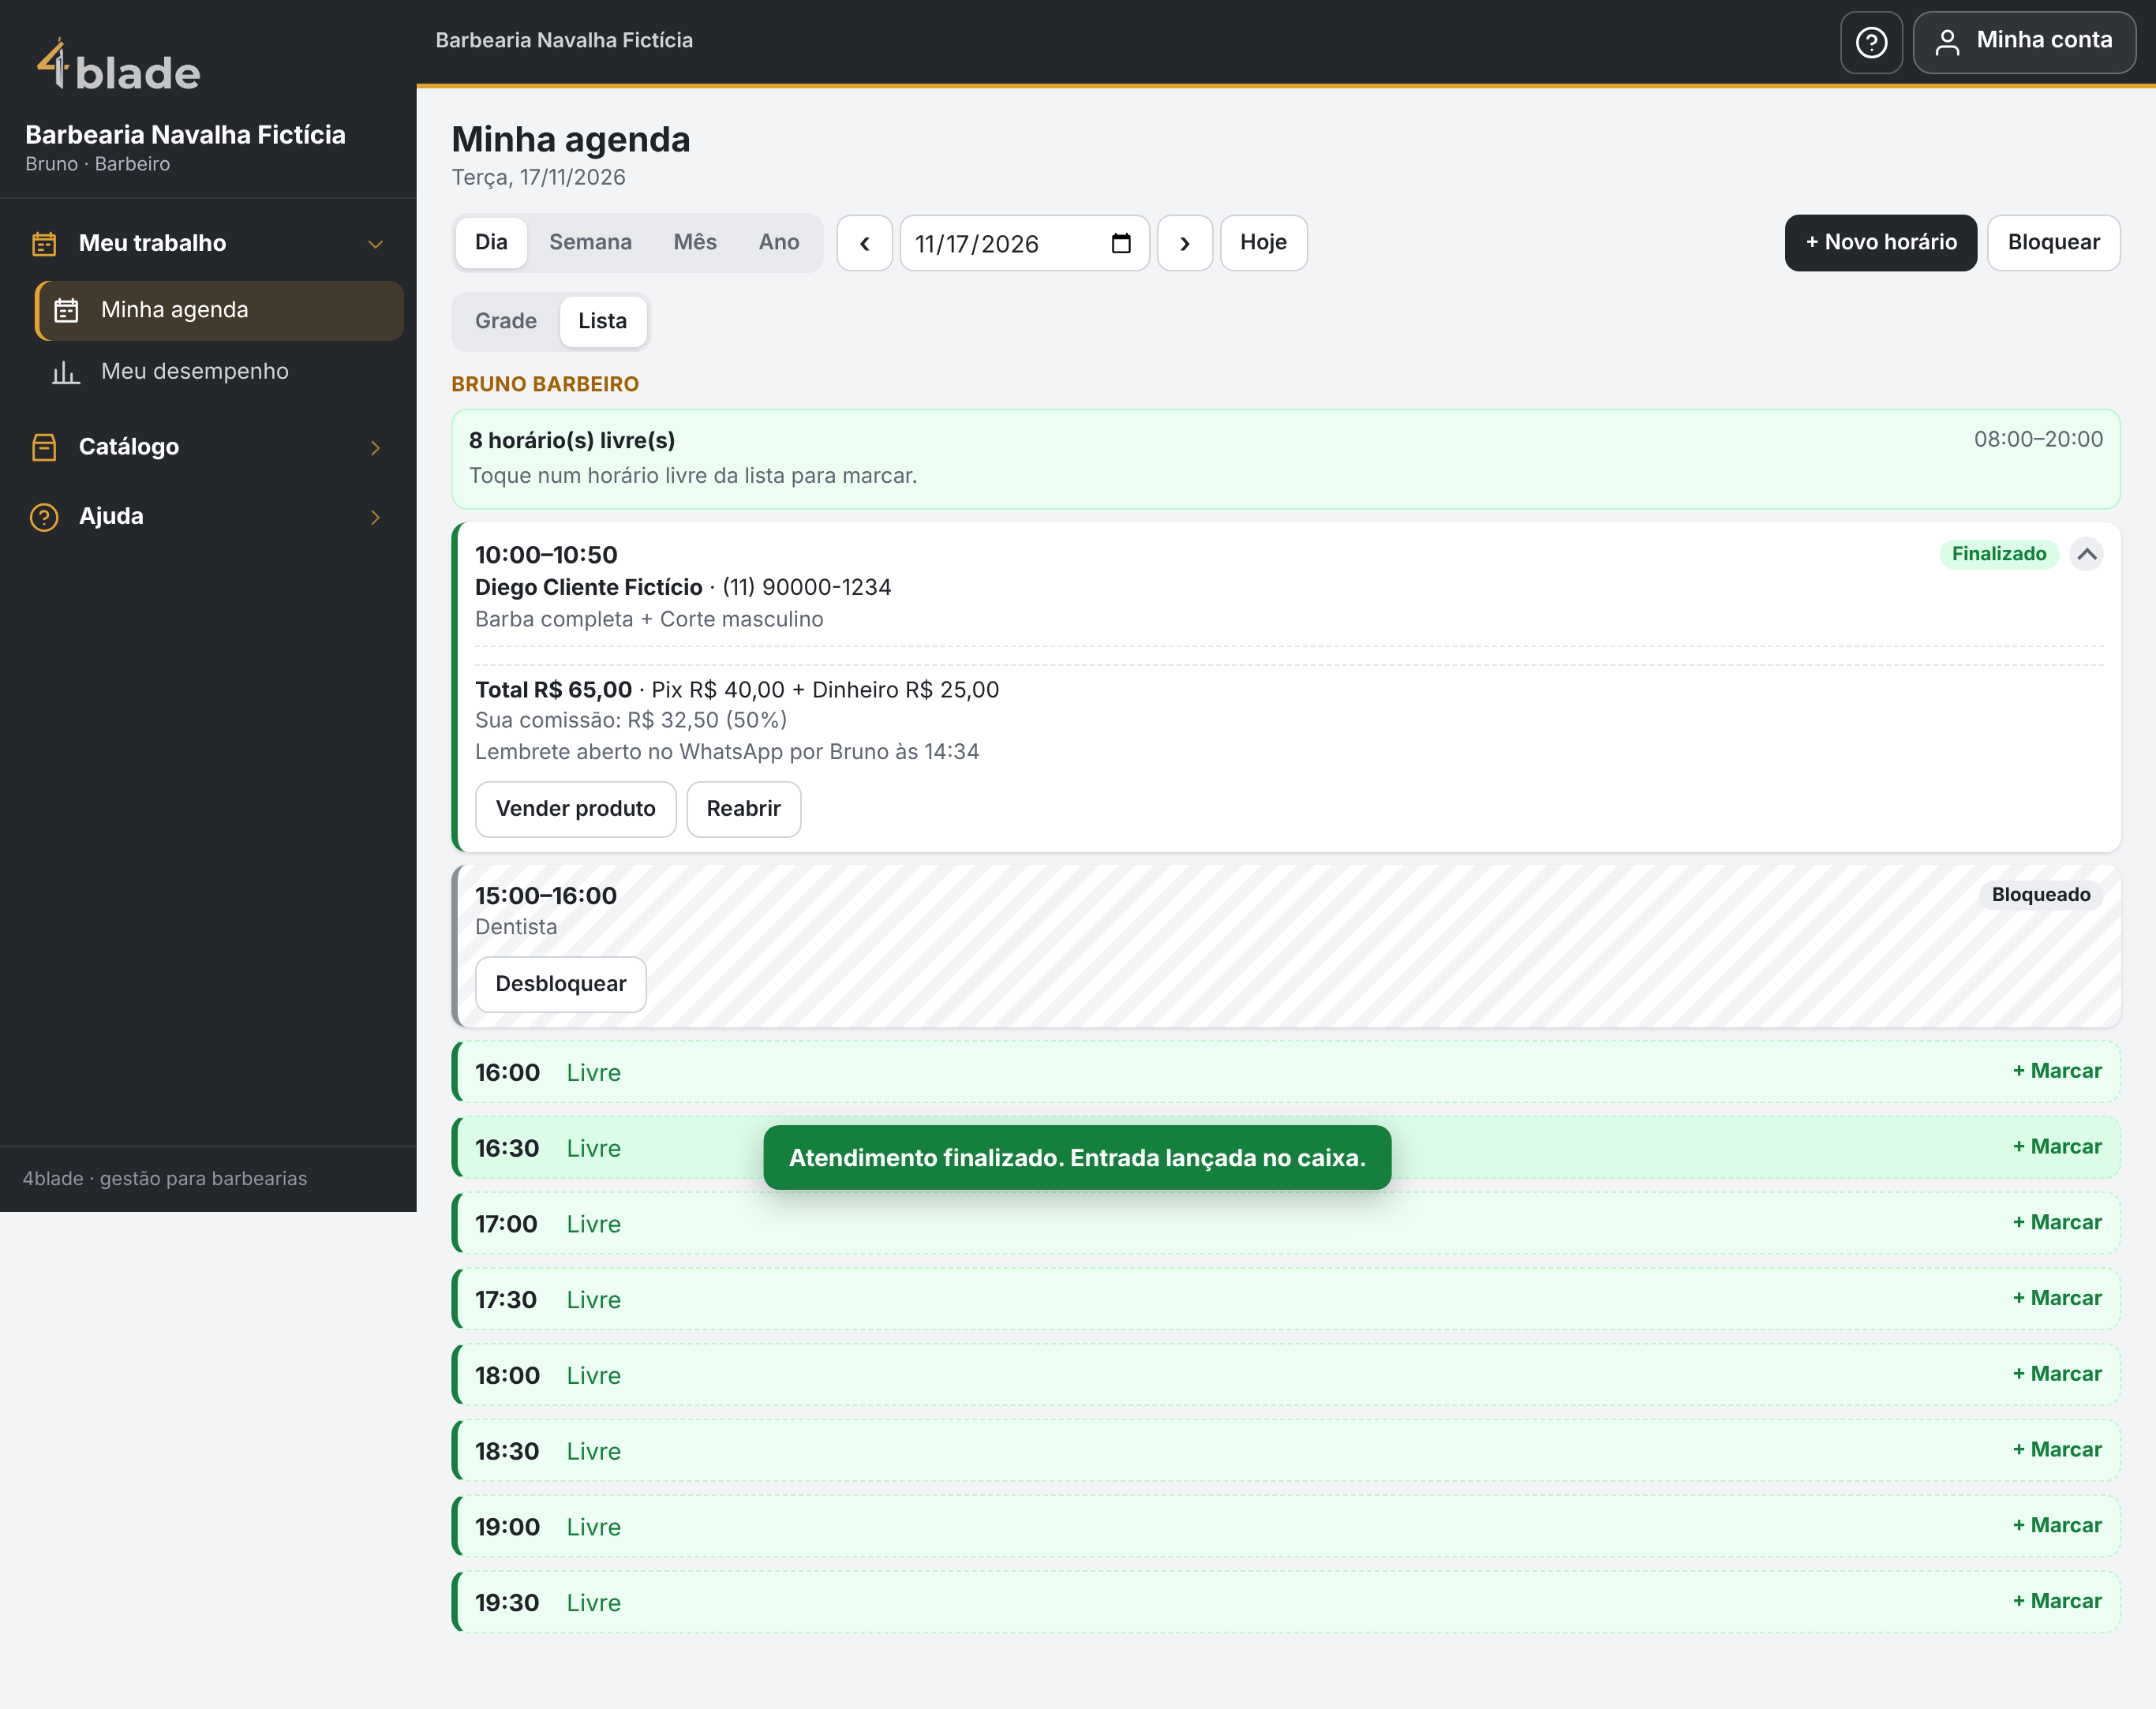 4blade
Barbearia Navalha Fictícia
Bruno · Barbeiro
Meu trabalho
Minha agenda
Meu desempenho
Catálogo
Ajuda
4blade · gestão para barbearias
Barbearia Navalha Fictícia
Minha conta
Minha agenda
Terça, 17/11/2026
Dia Semana Mês Ano 11/17/2026 Hoje + Novo horário Bloquear
Grade Lista
BRUNO BARBEIRO
8 horário(s) livre(s) 08:00–20:00
Toque num horário livre da lista para marcar.
10:00–10:50 Finalizado
Diego Cliente Fictício · (11) 90000-1234
Barba completa + Corte masculino
Total R$ 65,00 · Pix R$ 40,00 + Dinheiro R$ 25,00
Sua comissão: R$ 32,50 (50%)
Lembrete aberto no WhatsApp por Bruno às 14:34
Vender produto Reabrir
15:00–16:00 Bloqueado
Dentista
Desbloquear
16:00 Livre + Marcar
16:30 Livre + Marcar
Atendimento finalizado. Entrada lançada no caixa.
17:00 Livre + Marcar
17:30 Livre + Marcar
18:00 Livre + Marcar
18:30 Livre + Marcar
19:00 Livre + Marcar
19:30 Livre + Marcar